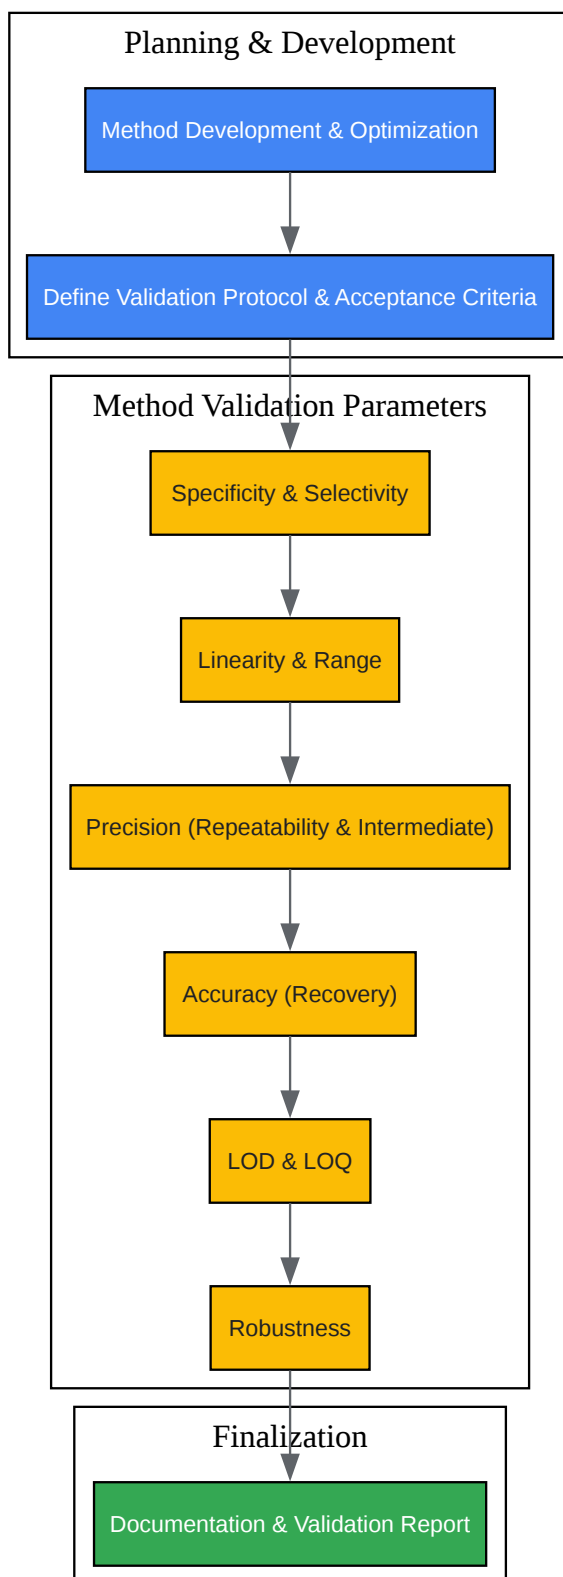 Planning & Development
Method Development & Optimization
Define Validation Protocol & Acceptance Criteria
Method Validation Parameters
Specificity & Selectivity
Linearity & Range
Precision (Repeatability & Intermediate)
Accuracy (Recovery)
LOD & LOQ
Robustness
Finalization
Documentation & Validation Report